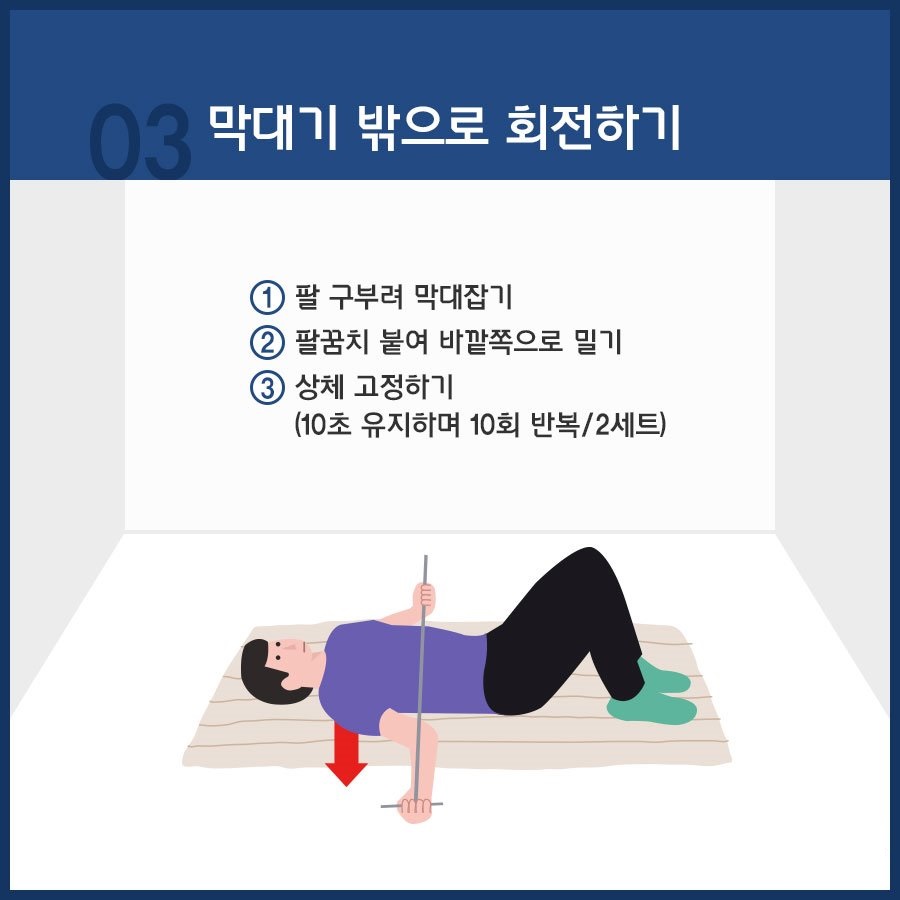 03 막대기 밖으로 회전하기
① 팔 구부려 막대잡기
② 팔꿈치 붙여 바깥쪽으로 밀기
③ 상체 고정하기
(10초 유지하며 10회 반복/2세트)